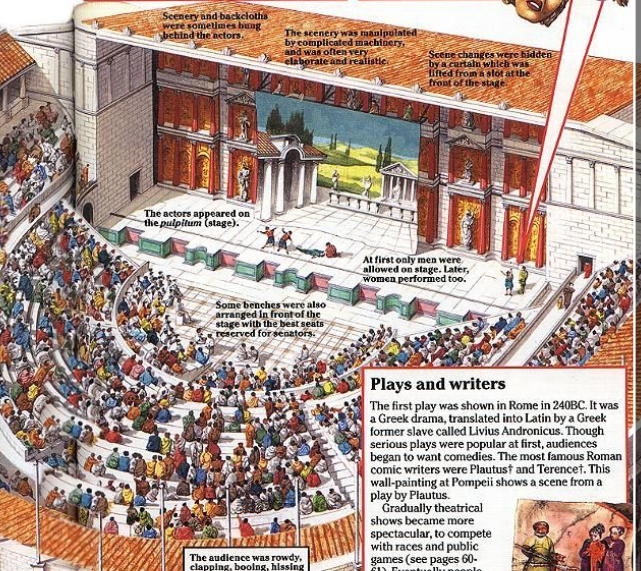 Scenery and backcloths
were sometimes hung
behind the actors.
The scenery was manipulated
by complicated machinery,
and was often very
elaborate and realistic.
Scene changes were hidden
by a curtain which was
lifted from a slot at the
front of the stage.
The actors appeared on
the pulpitum (stage).
At first only men were
allowed on stage. Later,
women performed too.
Some benches were also
arranged in front of the
stage with the best seats
reserved for senators.
Plays and writers
The first play was shown in Rome in 240BC. It was
a Greek drama, translated into Latin by a Greek
former slave called Livius Andronicus. Though
serious plays were popular at first, audiences
began to want comedies. The most famous Roman
comic writers were Plautus† and Terence†. This
wall-painting at Pompeii shows a scene from a
play by Plautus.
Gradually theatrical
shows became more
spectacular, to compete
with races and public
games (see pages 60-
61). Eventually people
The audience was rowdy,
clapping, booing, hissing